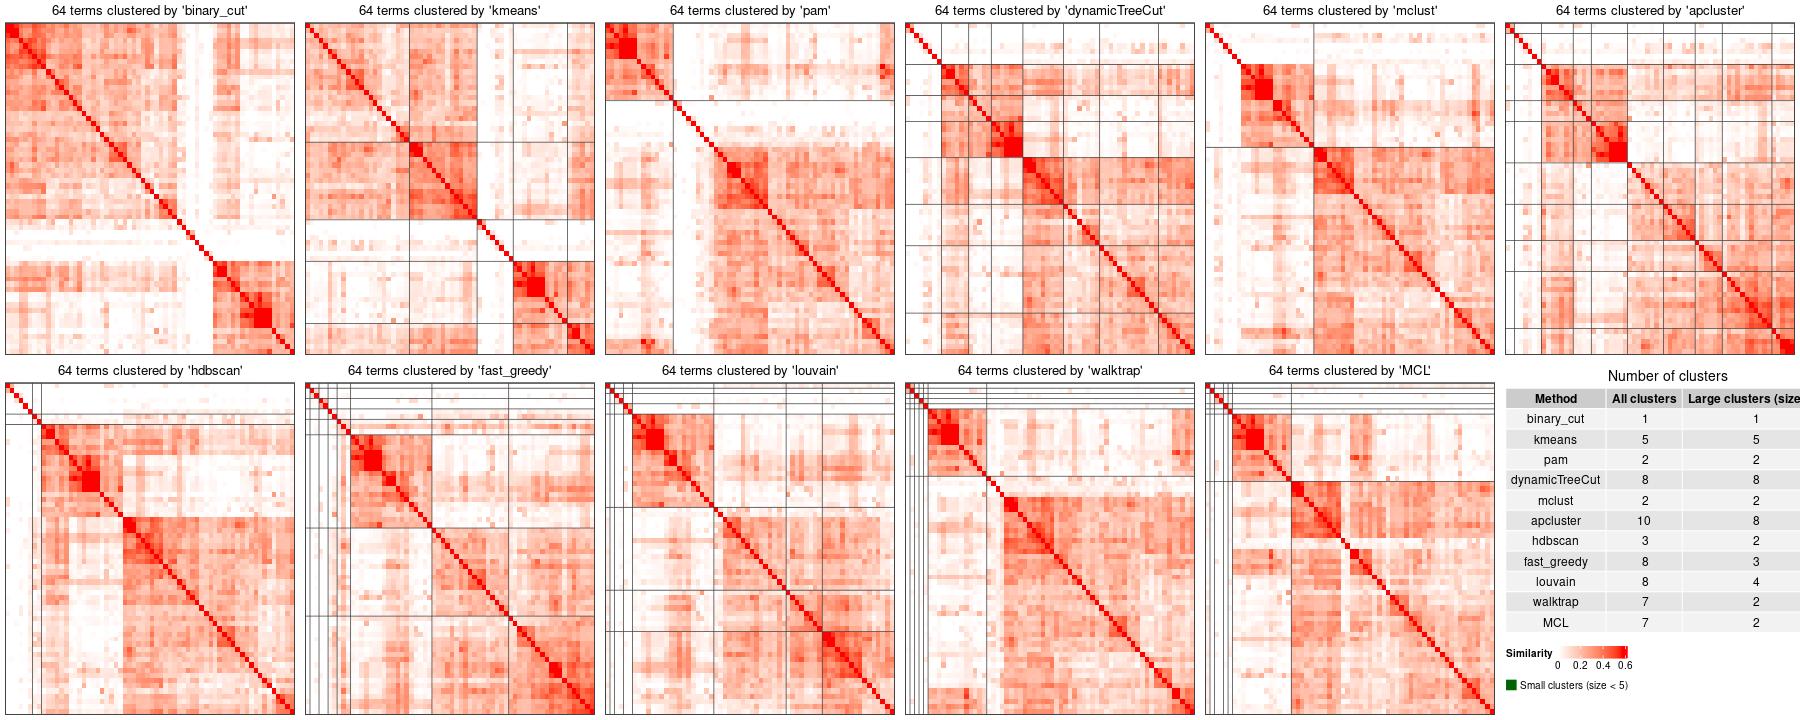 64 terms clustered by 'binary_cut'
64 terms clustered by 'kmeans'
64 terms clustered by 'pam'
64 terms clustered by 'dynamicTreeCut'
64 terms clustered by 'mclust'
64 terms clustered by 'apcluster'
64 terms clustered by 'hdbscan'
64 terms clustered by 'fast_greedy'
64 terms clustered by 'louvain'
64 terms clustered by 'walktrap'
64 terms clustered by 'MCL'
Number of clusters
Method All clusters Large clusters (size
binary_cut 1 1
kmeans 5 5
pam 2 2
dynamicTreeCut 8 8
mclust 2 2
apcluster 10 8
hdbscan 3 2
fast_greedy 8 3
louvain 8 4
walktrap 7 2
MCL 7 2
Similarity
0 0.2 0.4 0.6
Small clusters (size < 5)